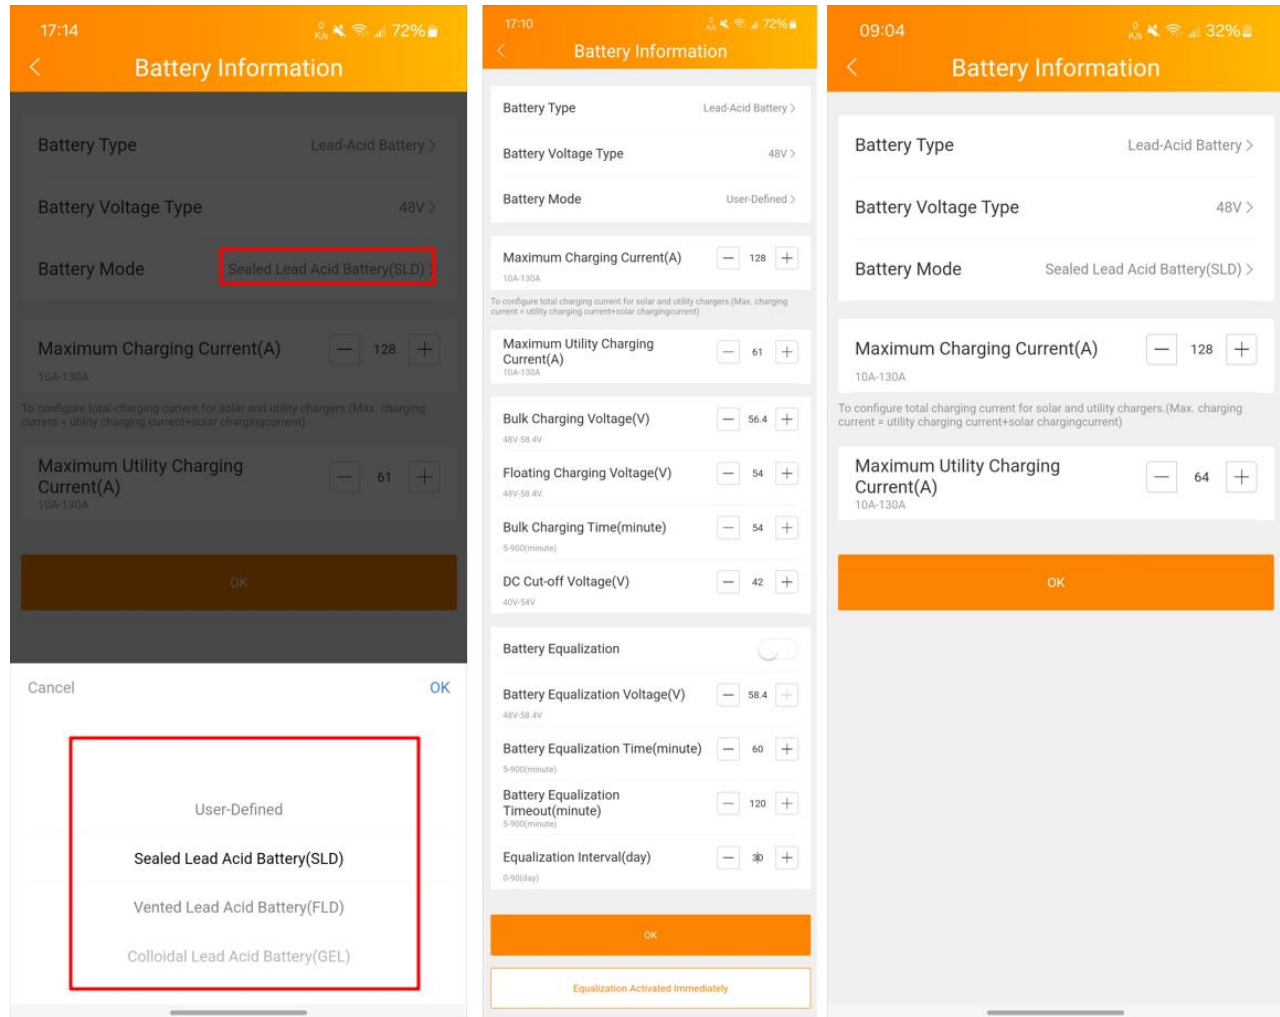 17:14
0
K/s
72%
Battery Information
Battery Type
Lead-Acid Battery >
Battery Voltage Type
48V >
Battery Mode
Sealed Lead Acid Battery(SLD) >
Maximum Charging Current(A)
— 128 +
10A-130A
To configure total charging current for solar and utility chargers.(Max. charging
current = utility charging current+solar chargingcurrent)
Maximum Utility Charging
Current(A)
— 61 +
10A-130A
OK
Cancel
OK
User-Defined
Sealed Lead Acid Battery(SLD)
Vented Lead Acid Battery(FLD)
Colloidal Lead Acid Battery(GEL)
17:10
0
K/s
72%
Battery Information
Battery Type
Lead-Acid Battery >
Battery Voltage Type
48V >
Battery Mode
User-Defined >
Maximum Charging Current(A)
— 128 +
10A-130A
To configure total charging current for solar and utility chargers.(Max. charging
current = utility charging current+solar chargingcurrent)
Maximum Utility Charging
Current(A)
— 61 +
10A-130A
Bulk Charging Voltage(V)
— 56.4 +
48V-58.4V
Floating Charging Voltage(V)
— 54 +
48V-58.4V
Bulk Charging Time(minute)
— 54 +
5-900(minute)
DC Cut-off Voltage(V)
— 42 +
40V-54V
Battery Equalization
Battery Equalization Voltage(V)
— 58.4 +
48V-58.4V
Battery Equalization Time(minute)
— 60 +
5-900(minute)
Battery Equalization
Timeout(minute)
— 120 +
5-900(minute)
Equalization Interval(day)
— 30 +
0-90(day)
OK
Equalization Activated Immediately
09:04
0
K/s
32%
Battery Information
Battery Type
Lead-Acid Battery >
Battery Voltage Type
48V >
Battery Mode
Sealed Lead Acid Battery(SLD) >
Maximum Charging Current(A)
— 128 +
10A-130A
To configure total charging current for solar and utility chargers.(Max. charging
current = utility charging current+solar chargingcurrent)
Maximum Utility Charging
Current(A)
— 64 +
10A-130A
OK